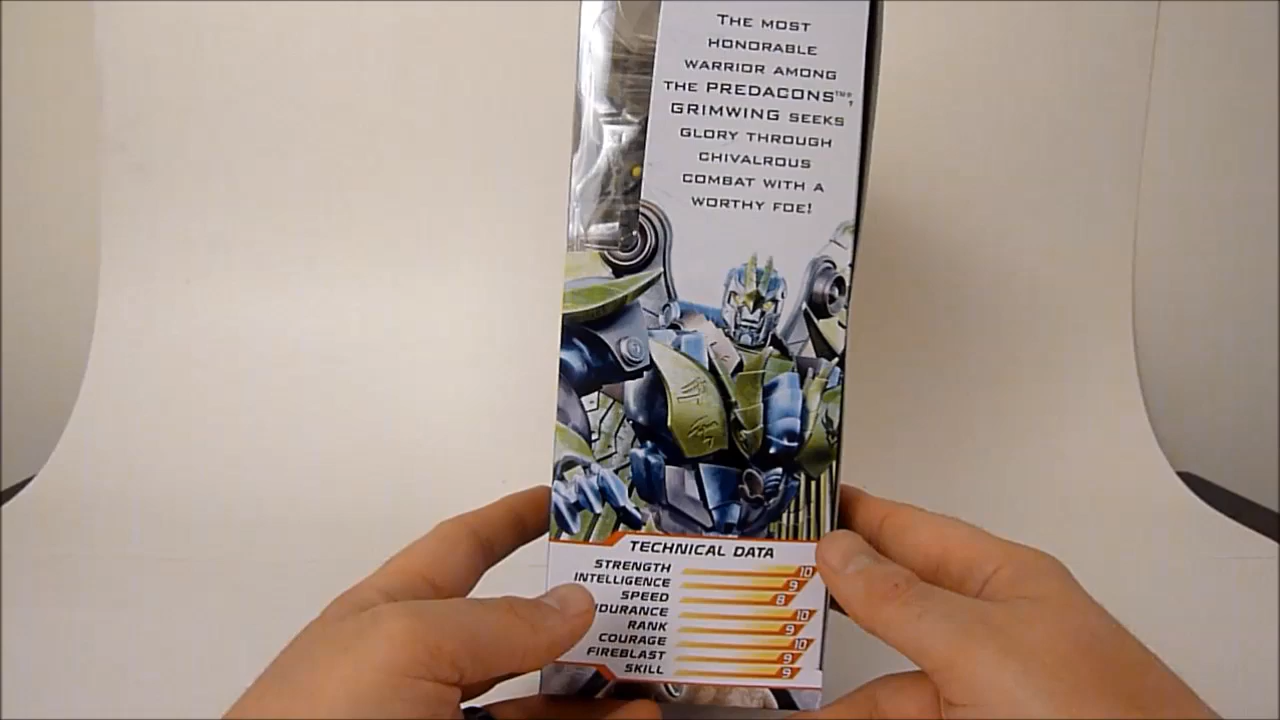 THE MOST
HONORABLE
WARRIOR AMONG
THE PREDACONS™,
GRIMWING SEEKS
GLORY THROUGH
CHIVALROUS
COMBAT WITH A
WORTHY FOE!
TECHNICAL DATA
STRENGTH 10
INTELLIGENCE 9
SPEED 8
NDURANCE 10
RANK 9
COURAGE 10
FIREBLAST 9
SKILL 9